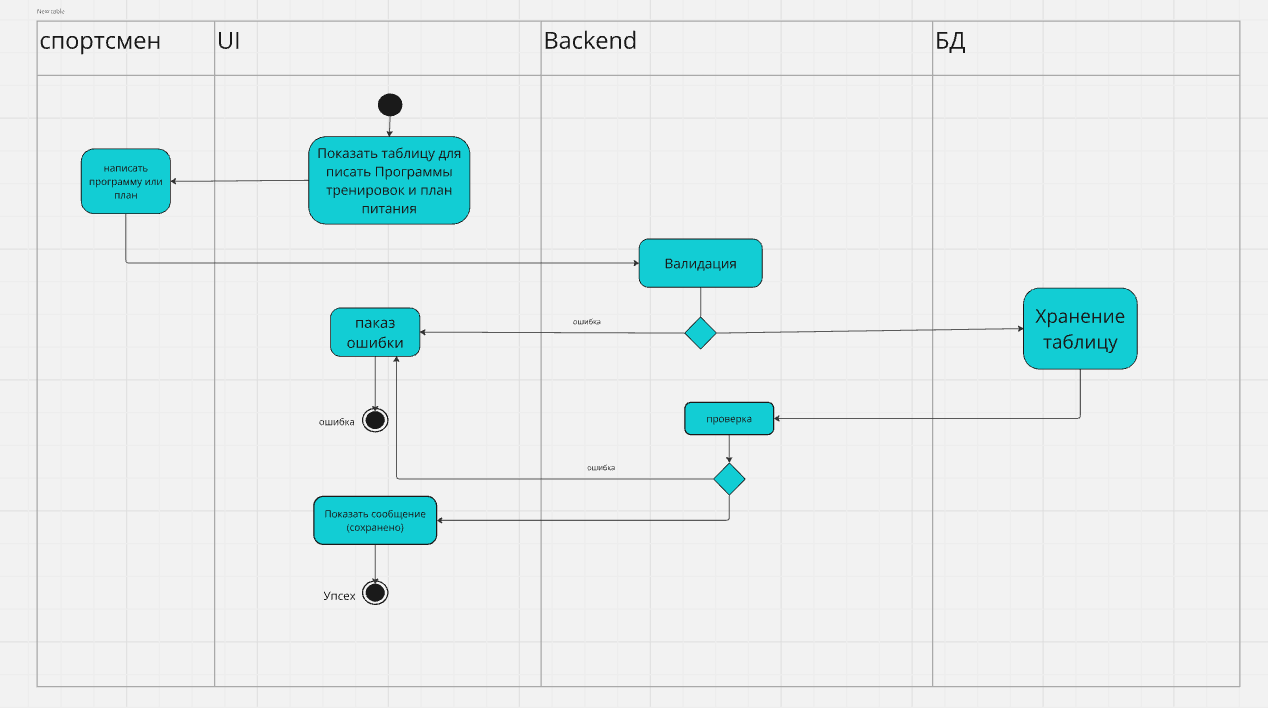 New table
спортсмен
UI
Backend
БД
Показать таблицу для
писать Программы
тренировок и план
питания
написать
программу или
план
Валидация
паказ
ошибки
ошибка
Хранение
таблицу
проверка
ошибка
ошибка
Показать сообщение
(сохранено)
Упсех